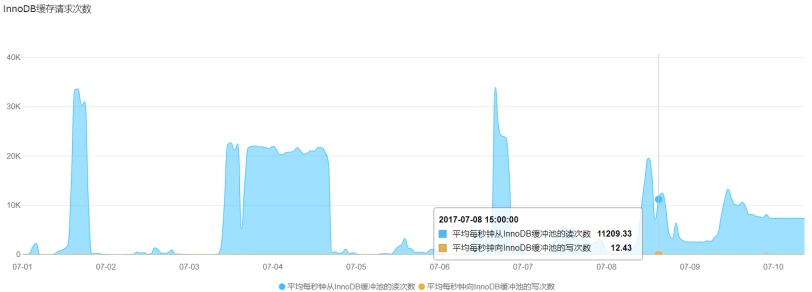 InnoDB缓存请求次数
40K
30K
20K
10K
0
2017-07-08 15:00:00
平均每秒钟从InnoDB缓冲池的读次数 11209.33
平均每秒钟向InnoDB缓冲池的写次数 12.43
07-01 07-02 07-03 07-04 07-05 07-06 07-07 07-08 07-09 07-10
平均每秒钟从InnoDB缓冲池的读次数 平均每秒钟向InnoDB缓冲池的写次数